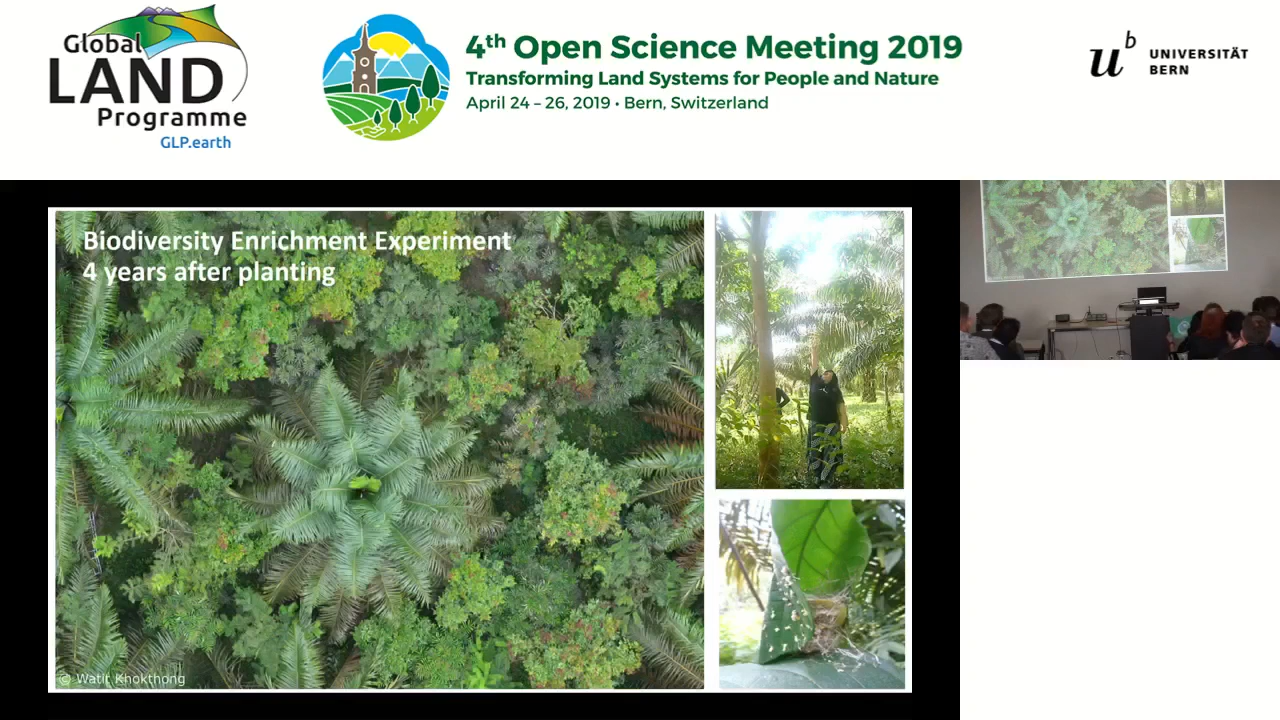 Global
LAND
Programme
GLP.earth
4th Open Science Meeting 2019
Transforming Land Systems for People and Nature
April 24 – 26, 2019 • Bern, Switzerland
u b UNIVERSITÄT
BERN
Biodiversity Enrichment Experiment
4 years after planting
© Watit Khokthong